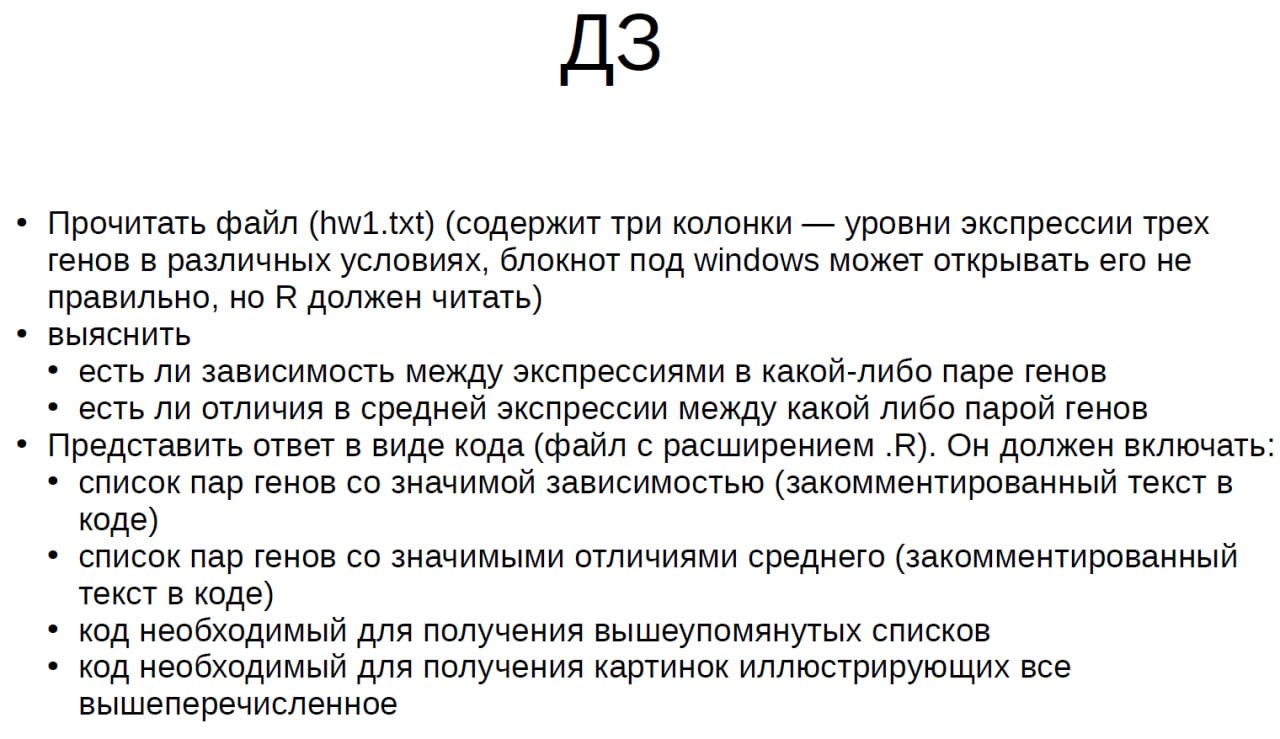 ДЗ
• Прочитать файл (hw1.txt) (содержит три колонки — уровни экспрессии трех
генов в различных условиях, блокнот под windows может открывать его не
правильно, но R должен читать)
• выяснить
• есть ли зависимость между экспрессиями в какой-либо паре генов
• есть ли отличия в средней экспрессии между какой либо парой генов
• Представить ответ в виде кода (файл с расширением .R). Он должен включать:
• список пар генов со значимой зависимостью (закомментированный текст в
коде)
• список пар генов со значимыми отличиями среднего (закомментированный
текст в коде)
• код необходимый для получения вышеупомянутых списков
• код необходимый для получения картинок иллюстрирующих все
вышеперечисленное